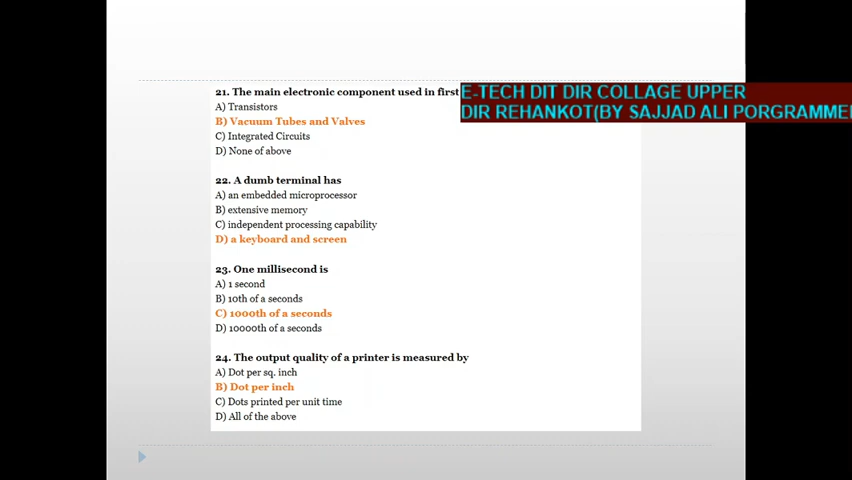 21. The main electronic component used in first
E-TECH DIT DIR COLLAGE UPPER
DIR REHANKOT(BY SAJJAD ALI PORGRAMMER
A) Transistors
B) Vacuum Tubes and Valves
C) Integrated Circuits
D) None of above
22. A dumb terminal has
A) an embedded microprocessor
B) extensive memory
C) independent processing capability
D) a keyboard and screen
23. One millisecond is
A) 1 second
B) 10th of a seconds
C) 1000th of a seconds
D) 10000th of a seconds
24. The output quality of a printer is measured by
A) Dot per sq. inch
B) Dot per inch
C) Dots printed per unit time
D) All of the above